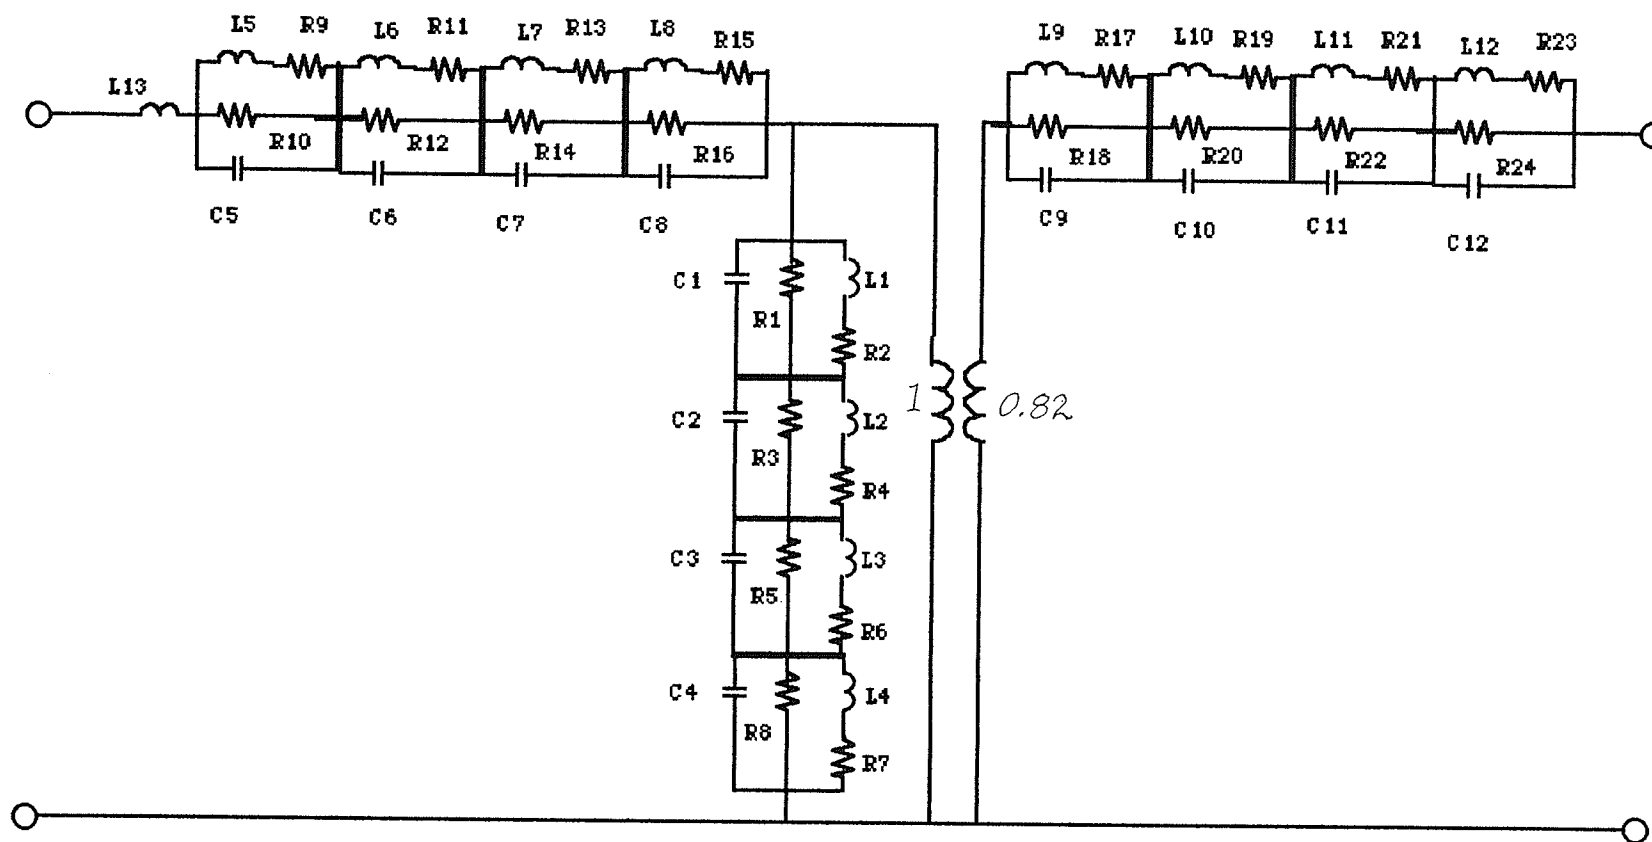 L5 R9 L6 R11 L7 R13 L8 R15 L9 R17 L10 R19 L11 R21 L12 R23
L13
R10 R12 R14 R16 R18 R20 R22 R24
C5 C6 C7 C8 C9 C10 C11 C12
C1 L1
R1
R2
1 0.82
C2 L2
R3
R4
C3 L3
R5
R6
C4 L4
R8
R7